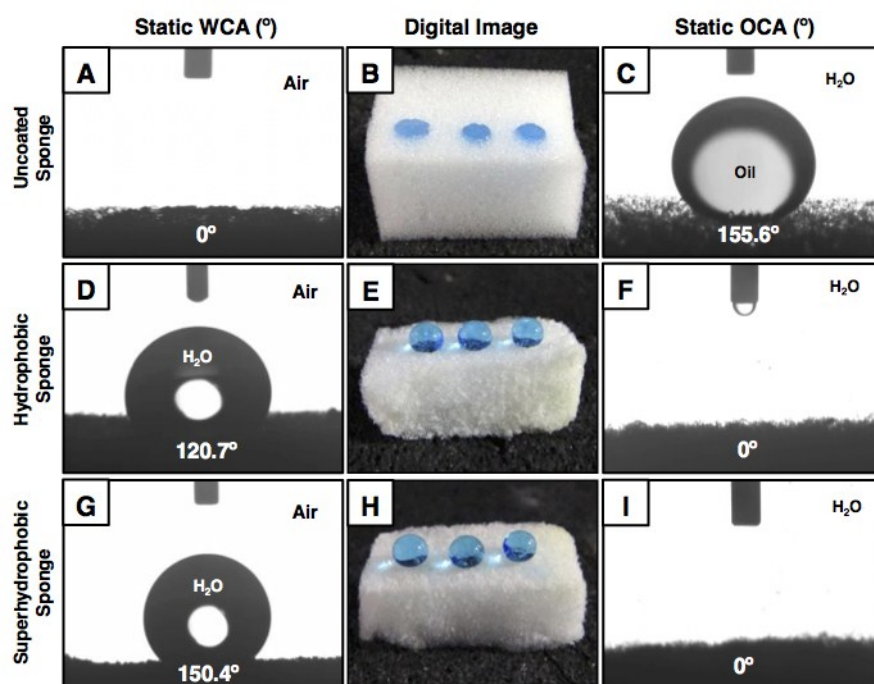 Static WCA (º)
Digital Image
Static OCA (º)
Uncoated
Sponge
A
Air
0º
B
C
H₂O
Oil
155.6º
Hydrophobic
Sponge
D
Air
H₂O
120.7º
E
F
H₂O
0º
Superhydrophobic
Sponge
G
Air
H₂O
150.4º
H
I
H₂O
0º